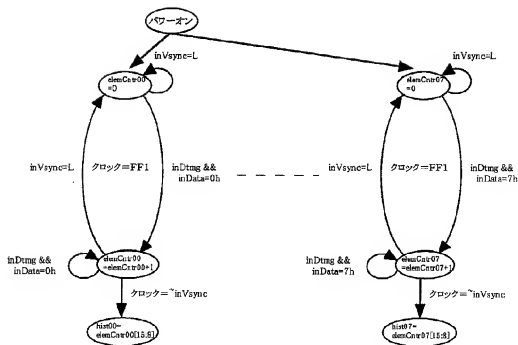 パワーオン
inVsync=L
elemCntr00
=0
inVsync=L
クロック=FF1
inDtmg &&
inData=0h
inDtmg &&
inData=0h
elemCntr00
=elemCntr00+1
クロック=~inVsync
hist00=
elemCntr00[15:8]
inVsync=L
elemCntr07
=0
inVsync=L
クロック=FF1
inDtmg &&
inData=7h
inDtmg &&
inData=7h
elemCntr07
=elemCntr07+1
クロック=~inVsync
hist07=
elemCntr07[15:8]